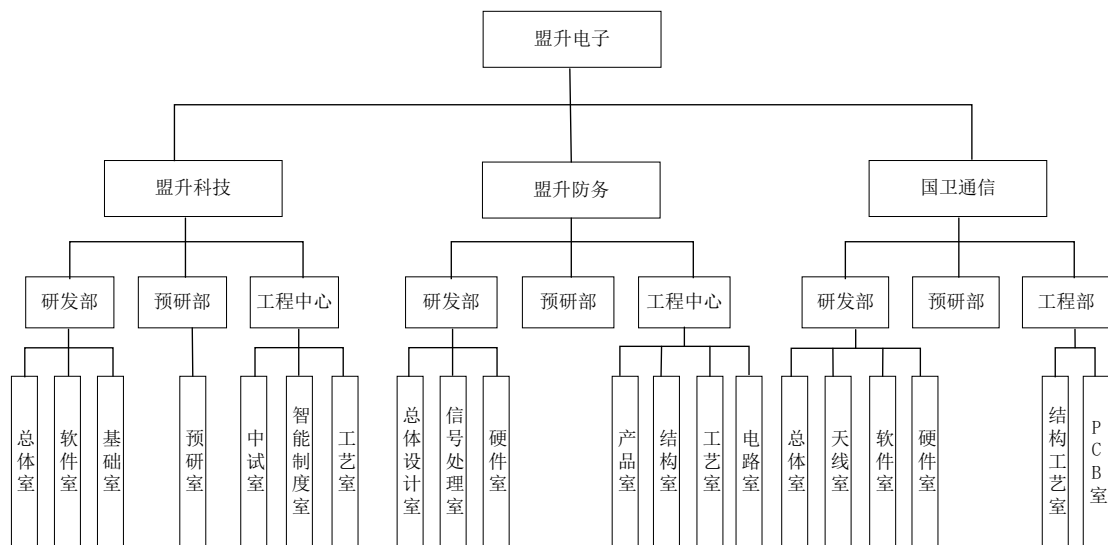 盟升电子
盟升科技
盟升防务
国卫通信
研发部
预研部
工程中心
研发部
预研部
工程中心
研发部
预研部
工程部
总体室
软件室
基础室
预研室
中试室
智能制度室
工艺室
总体设计室
信号处理室
硬件室
产品室
结构室
工艺室
电路室
总体室
天线室
软件室
硬件室
结构工艺室
PCB室